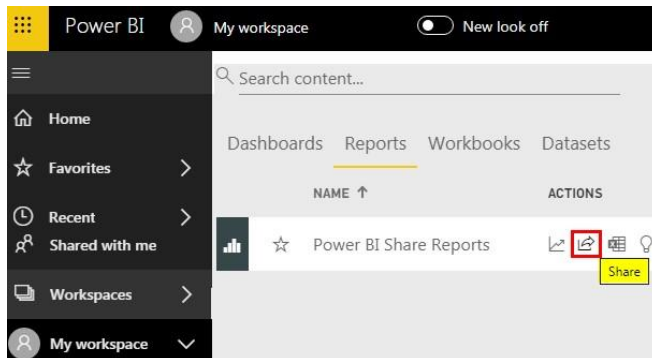 Power BI My workspace New look off
Search content...
Home
Favorites
Recent
Shared with me
Workspaces
My workspace
Dashboards Reports Workbooks Datasets
NAME ↑ ACTIONS
Power BI Share Reports
Share